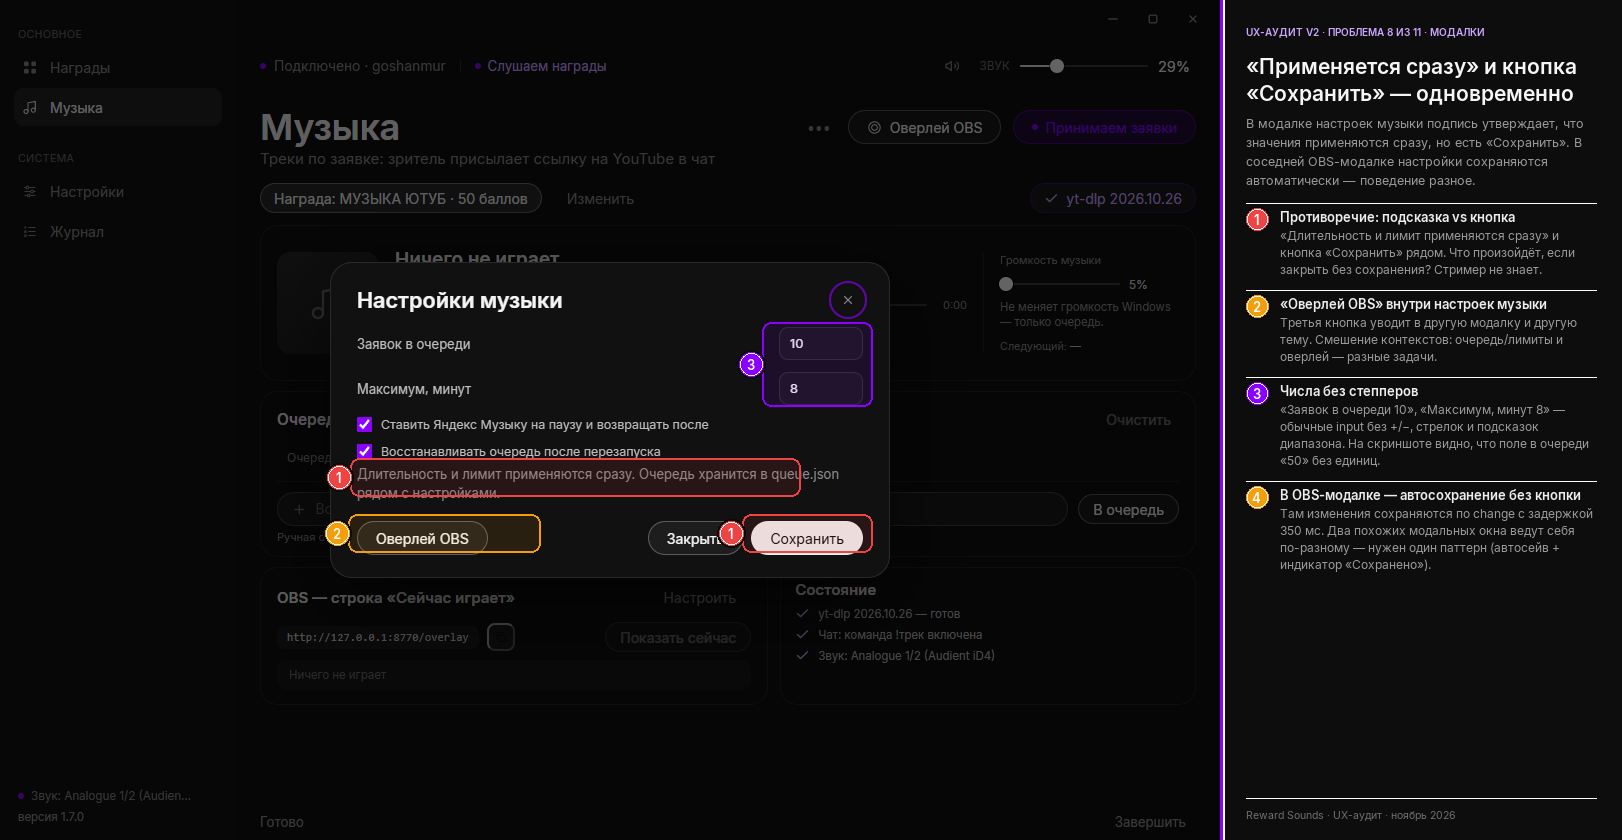 ОСНОВНОЕ
Награды
Музыка
СИСТЕМА
Настройки
Журнал
Звук: Analogue 1/2 (Audien...
версия 1.7.0
Подключено · goshanmur
Слушаем награды
ЗВУК
29%
Музыка
Треки по заявке: зритель присылает ссылку на YouTube в чат
Оверлей OBS
Принимаем заявки
Награда: МУЗЫКА ЮТУБ · 50 баллов
Изменить
yt-dlp 2026.10.26
Ничего не играет
0:00
Громкость музыки
5%
Не меняет громкость Windows
— только очередь.
Следующий: —
Очистить
В очередь
Настройки музыки
Заявок в очереди
10
3
Максимум, минут
8
Ставить Яндекс Музыку на паузу и возвращать после
Восстанавливать очередь после перезапуска
1
Длительность и лимит применяются сразу. Очередь хранится в queue.json
рядом с настройками.
2
Оверлей OBS
Закрыть
1
Сохранить
OBS — строка «Сейчас играет»
Настроить
http://127.0.0.1:8770/overlay
Показать сейчас
Ничего не играет
Состояние
yt-dlp 2026.10.26 — готов
Чат: команда !трек включена
Звук: Analogue 1/2 (Audient iD4)
Готово
Завершить
UX-АУДИТ V2 · ПРОБЛЕМА 8 ИЗ 11 · МОДАЛКИ
«Применяется сразу» и кнопка
«Сохранить» — одновременно
В модалке настроек музыки подпись утверждает, что
значения применяются сразу, но есть «Сохранить». В
соседней OBS-модалке настройки сохраняются
автоматически — поведение разное.
1
Противоречие: подсказка vs кнопка
«Длительность и лимит применяются сразу» и
кнопка «Сохранить» рядом. Что произойдёт, если
закрыть без сохранения? Стример не знает.
2
«Оверлей OBS» внутри настроек музыки
Третья кнопка уводит в другую модалку и другую
тему. Смешение контекстов: очередь/лимиты и
оверлей — разные задачи.
3
Числа без степперов
«Заявок в очереди 10», «Максимум, минут 8» —
обычные input без +/−, стрелок и подсказок
диапазона. На скриншоте видно, что поле в очереди
«50» без единиц.
4
В OBS-модалке — автосохранение без кнопки
Там изменения сохраняются по change с задержкой
350 мс. Два похожих модальных окна ведут себя
по-разному — нужен один паттерн (автосейв +
индикатор «Сохранено»).
Reward Sounds · UX-аудит · ноябрь 2026